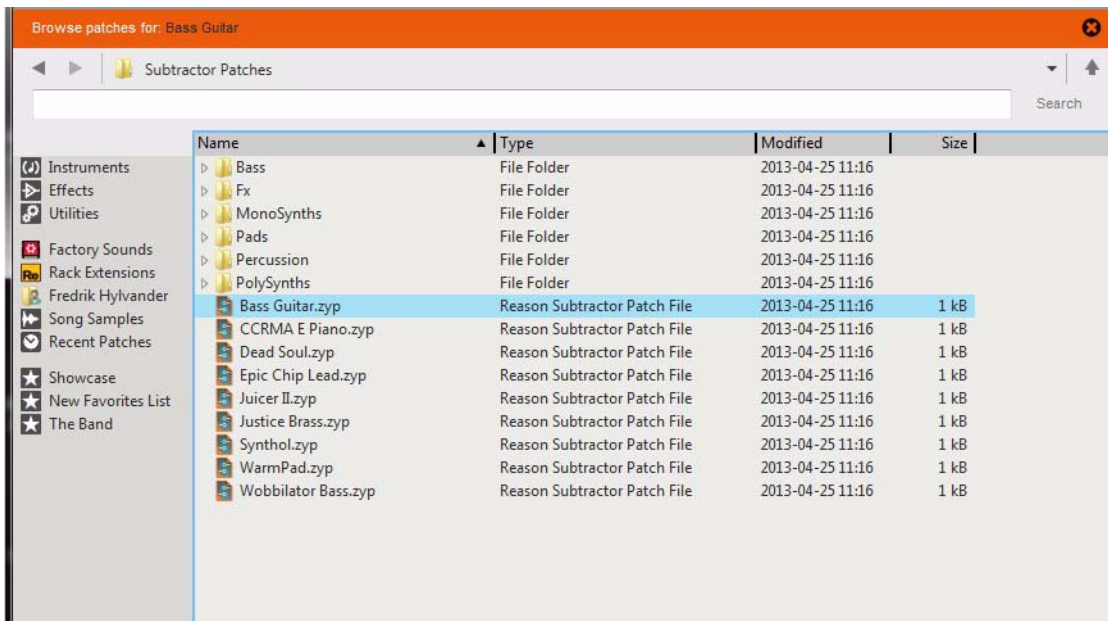 Browse patches for: Bass Guitar
Subtractor Patches
Search
Name Type Modified Size
Instruments
Effects
Utilities
Factory Sounds
Re Rack Extensions
Fredrik Hylvander
Song Samples
Recent Patches
Showcase
New Favorites List
The Band
Bass File Folder 2013-04-25 11:16
Fx File Folder 2013-04-25 11:16
MonoSynths File Folder 2013-04-25 11:16
Pads File Folder 2013-04-25 11:16
Percussion File Folder 2013-04-25 11:16
PolySynths File Folder 2013-04-25 11:16
Bass Guitar.zyp Reason Subtractor Patch File 2013-04-25 11:16 1 kB
CCRMA E Piano.zyp Reason Subtractor Patch File 2013-04-25 11:16 1 kB
Dead Soul.zyp Reason Subtractor Patch File 2013-04-25 11:16 1 kB
Epic Chip Lead.zyp Reason Subtractor Patch File 2013-04-25 11:16 1 kB
Juicer II.zyp Reason Subtractor Patch File 2013-04-25 11:16 1 kB
Justice Brass.zyp Reason Subtractor Patch File 2013-04-25 11:16 1 kB
Synthol.zyp Reason Subtractor Patch File 2013-04-25 11:16 1 kB
WarmPad.zyp Reason Subtractor Patch File 2013-04-25 11:16 1 kB
Wobbilator Bass.zyp Reason Subtractor Patch File 2013-04-25 11:16 1 kB